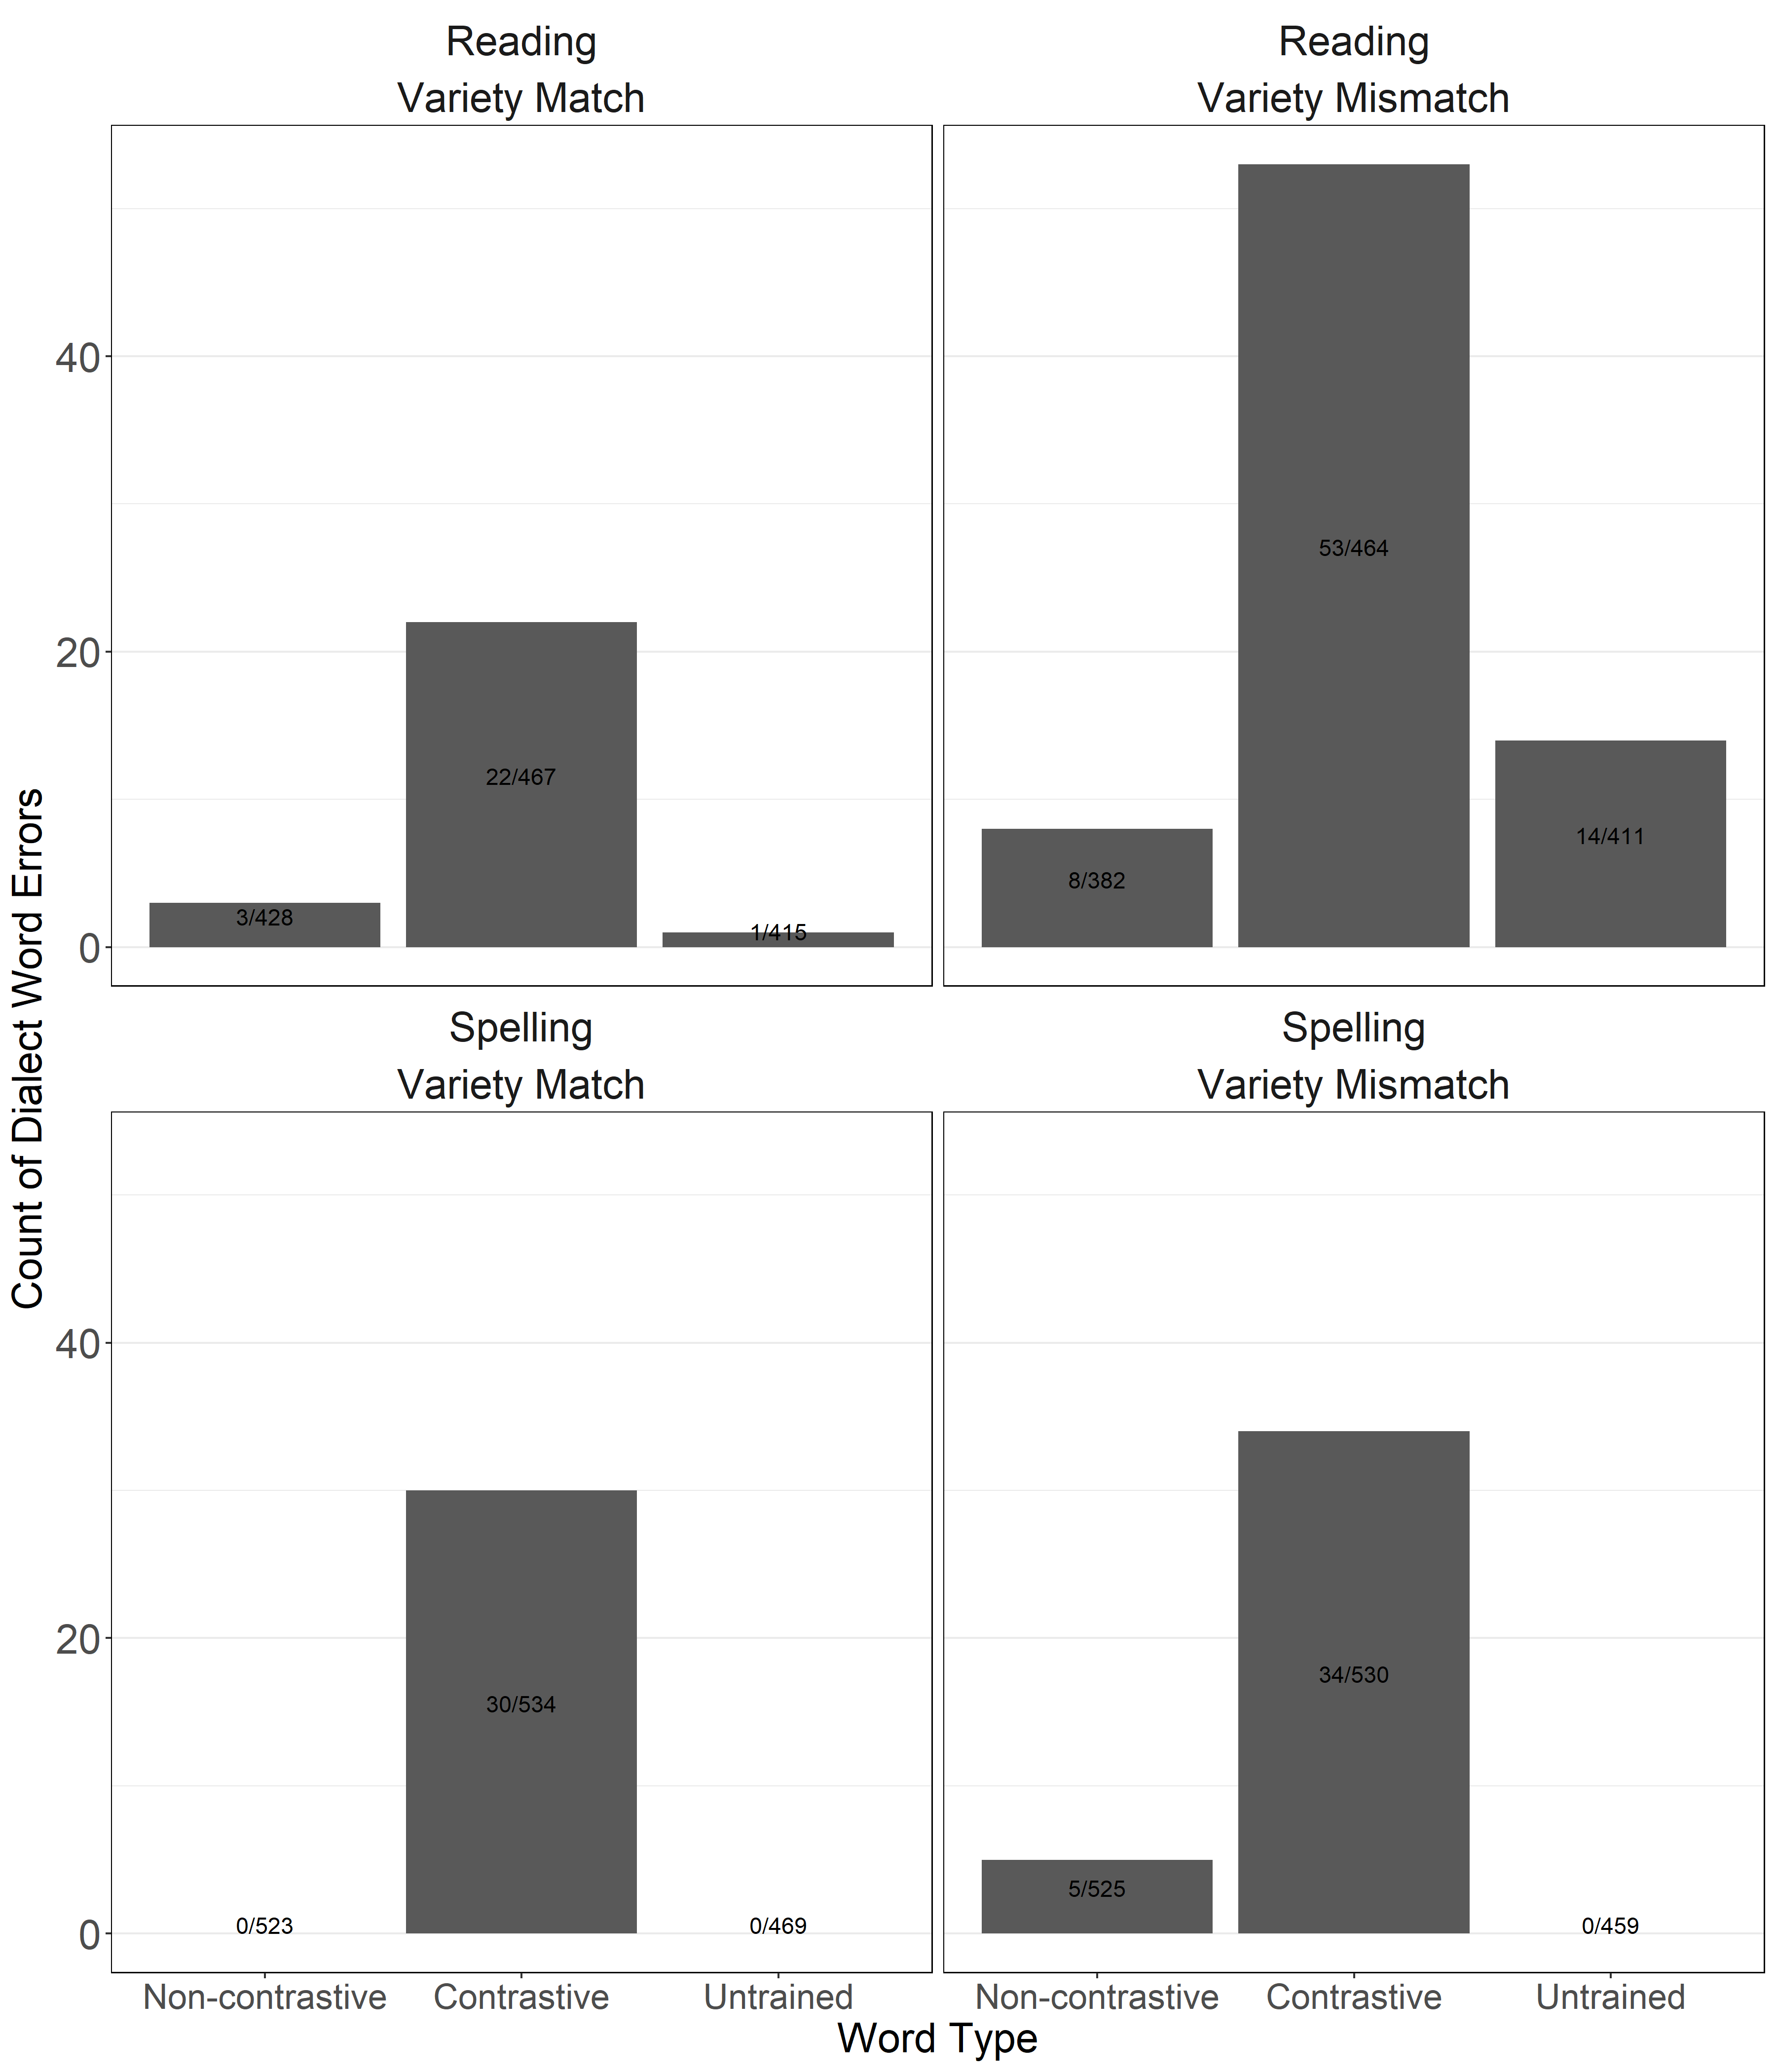 Reading
Variety Match
Reading
Variety Mismatch
40
20
0
3/428
22/467
1/415
8/382
53/464
14/411
Count of Dialect Word Errors
Spelling
Variety Match
Spelling
Variety Mismatch
40
20
0
0/523
30/534
0/469
5/525
34/530
0/459
Non-contrastive
Contrastive
Untrained
Non-contrastive
Contrastive
Untrained
Word Type